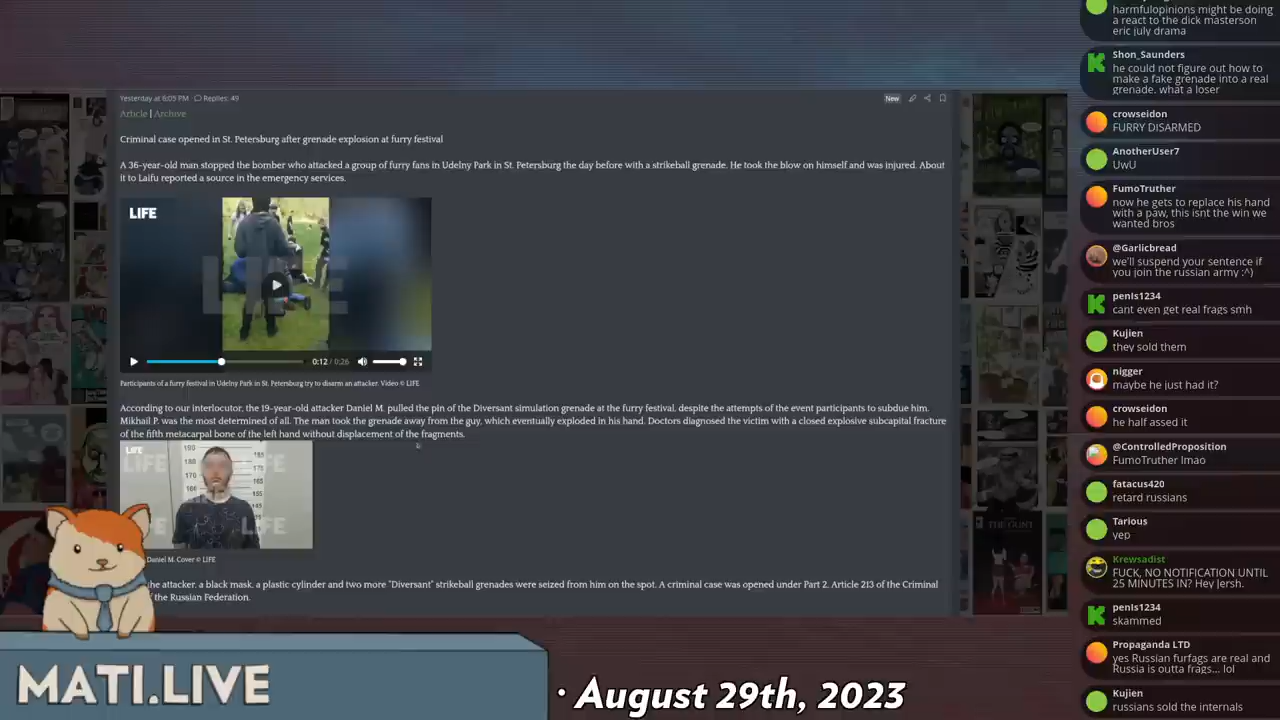 Yesterday at 6:05 PM · Replies: 49
New
Article | Archive
Criminal case opened in St. Petersburg after grenade explosion at furry festival
A 36-year-old man stopped the bomber who attacked a group of furry fans in Udelny Park in St. Petersburg the day before with a strikeball grenade. He took the blow on himself and was injured. About
it to Laifu reported a source in the emergency services.
LIFE
LIFE
0:12 / 0:26
Participants of a furry festival in Udelny Park in St. Petersburg try to disarm an attacker. Video © LIFE
According to our interlocutor, the 19-year-old attacker Daniel M. pulled the pin of the Diversant simulation grenade at the furry festival, despite the attempts of the event participants to subdue him.
Mikhail P. was the most determined of all. The man took the grenade away from the guy, which eventually exploded in his hand. Doctors diagnosed the victim with a closed explosive subcapital fracture
of the fifth metacarpal bone of the left hand without displacement of the fragments.
LIFE
LIFE
LIFE
190
180
170
185
175
165
155
145
Daniel M. Cover © LIFE
he attacker, a black mask, a plastic cylinder and two more "Diversant" strikeball grenades were seized from him on the spot. A criminal case was opened under Part 2, Article 213 of the Criminal
f the Russian Federation.
THE GUNT
MATI.LIVE
· August 29th, 2023
harmfulopinions might be doing
a react to the dick masterson
eric july drama
Shon_Saunders
he could not figure out how to
make a fake grenade into a real
grenade. what a loser
crowseidon
FURRY DISARMED
AnotherUser7
UwU
FumoTruther
now he gets to replace his hand
with a paw, this isnt the win we
wanted bros
@Garlicbread
we'll suspend your sentence if
you join the russian army :^)
penIs1234
cant even get real frags smh
Kujien
they sold them
nigger
maybe he just had it?
crowseidon
he half assed it
@ControlledProposition
FumoTruther lmao
fatacus420
retard russians
Tarious
yep
Krewsadist
FUCK, NO NOTIFICATION UNTIL
25 MINUTES IN? Hey Jersh.
penIs1234
skammed
Propaganda LTD
yes Russian furfags are real and
Russia is outta frags... lol
Kujien
russians sold the internals